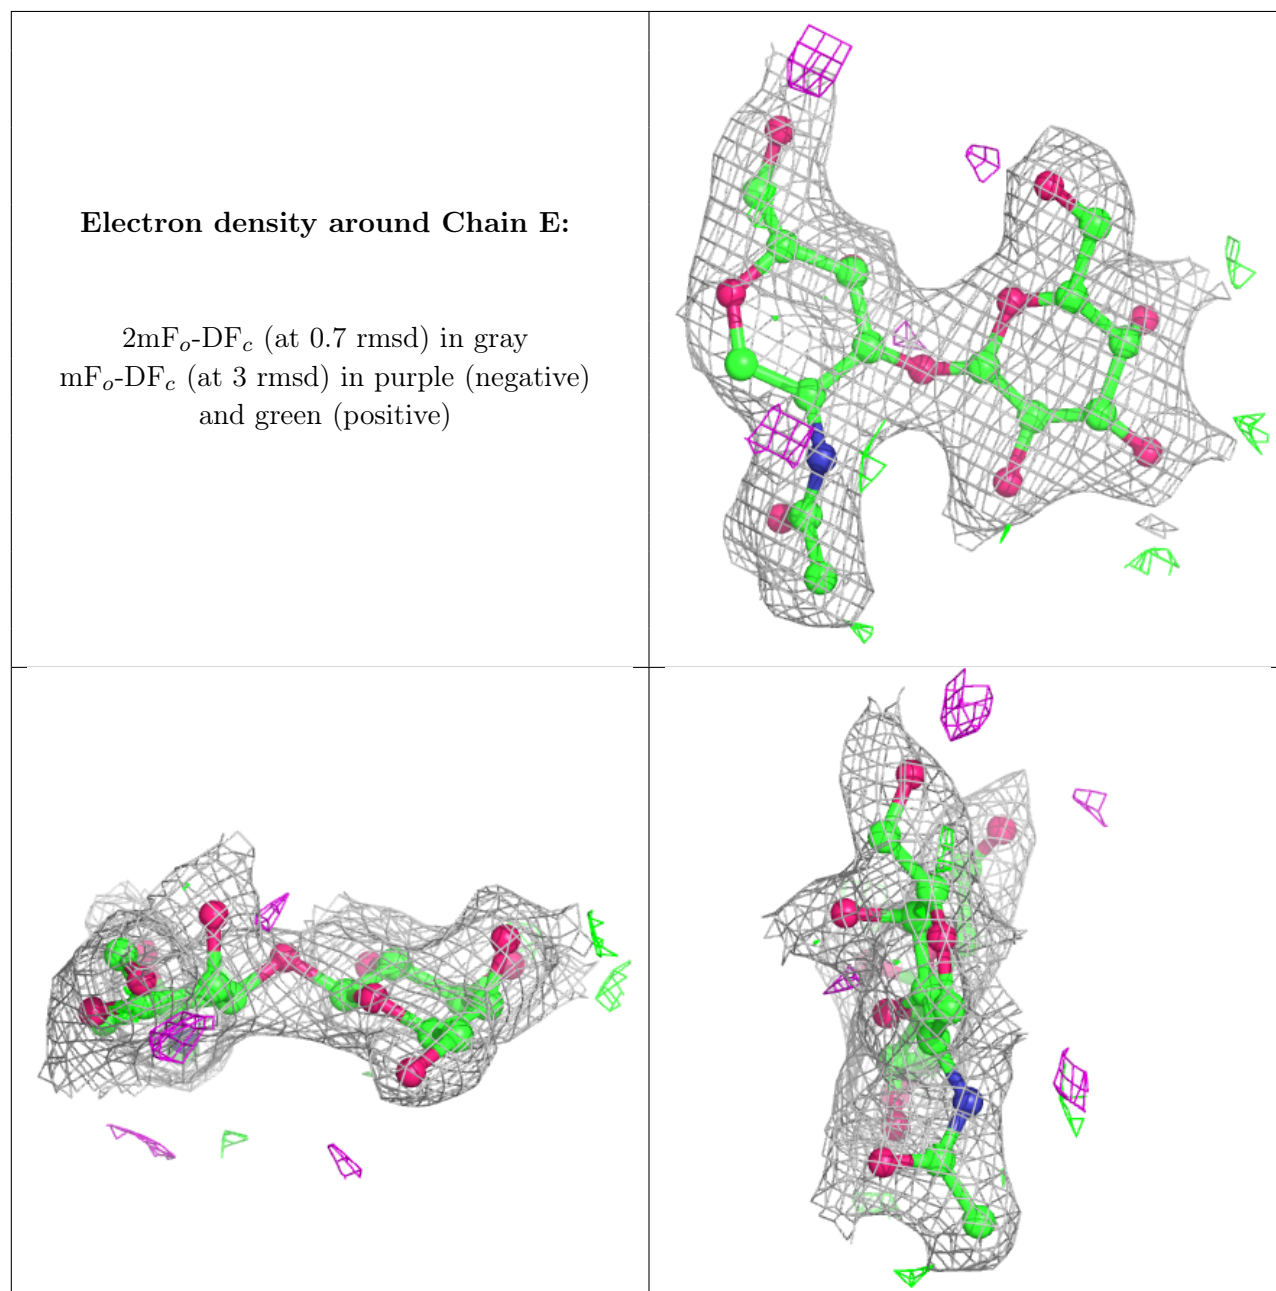 Electron density around Chain E:
2mFo-DFc (at 0.7 rmsd) in gray
mFo-DFc (at 3 rmsd) in purple (negative)
and green (positive)